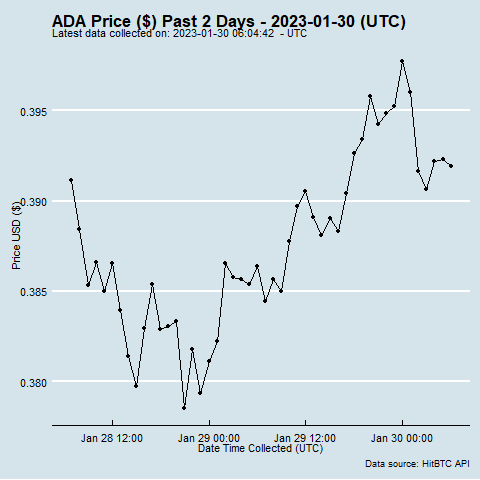 ADA Price ($) Past 2 Days - 2023-01-30 (UTC)
Latest data collected on: 2023-01-30 06:04:42 - UTC
0.395
0.390
0.385
0.380
Price USD ($)
Jan 28 12:00 Jan 29 00:00 Jan 29 12:00 Jan 30 00:00
Date Time Collected (UTC)
Data source: HitBTC API